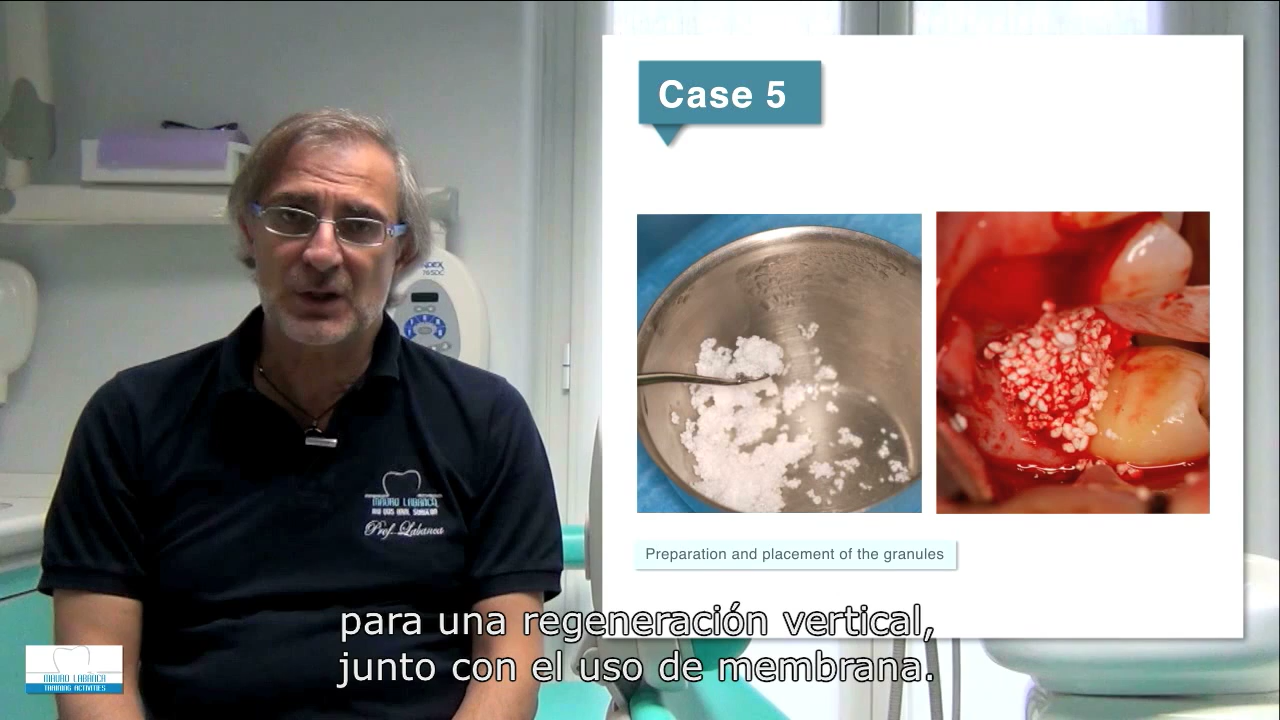 Case 5
Preparation and placement of the granules
MAURO LABANCA
Prof. Labanca
para una regeneración vertical,
junto con el uso de membrana.
MAURO LABANCA
TRAINING ACTIVITIES